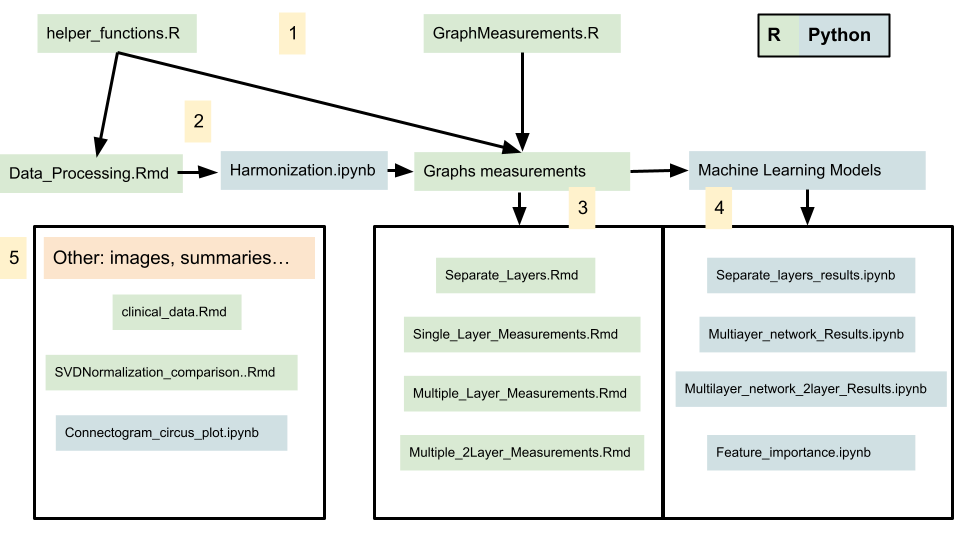 helper_functions.R
1
GraphMeasurements.R
R
Python
2
Data_Processing.Rmd
Harmonization.ipynb
Graphs measurements
Machine Learning Models
3
4
5
Other: images, summaries…
clinical_data.Rmd
SVDNormalization_comparison..Rmd
Connectogram_circus_plot.ipynb
Separate_Layers.Rmd
Single_Layer_Measurements.Rmd
Multiple_Layer_Measurements.Rmd
Multiple_2Layer_Measurements.Rmd
Separate_layers_results.ipynb
Multiayer_network_Results.ipynb
Multilayer_network_2layer_Results.ipynb
Feature_importance.ipynb